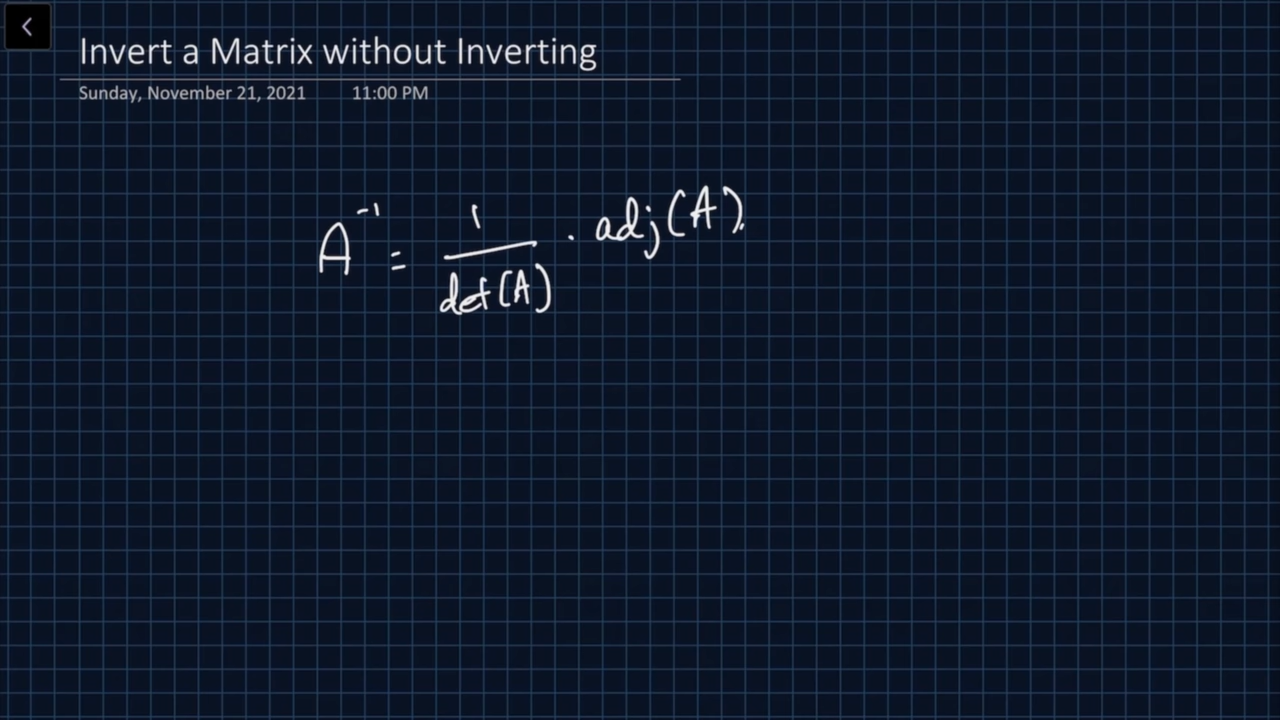 Invert a Matrix without Inverting
Sunday, November 21, 2021 11:00 PM
A⁻¹ = 1/det(A) · adj(A).